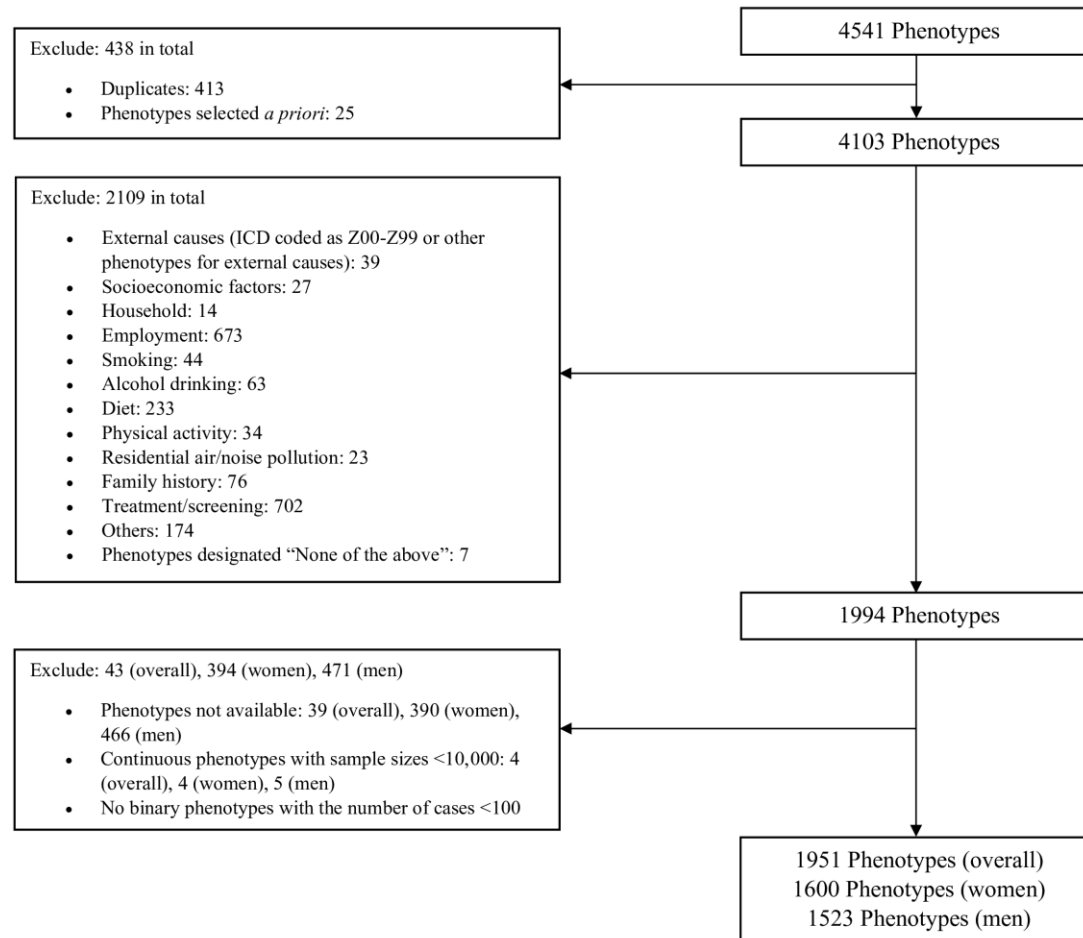 4541 Phenotypes
Exclude: 438 in total
• Duplicates: 413
• Phenotypes selected a priori: 25
4103 Phenotypes
Exclude: 2109 in total
• External causes (ICD coded as Z00-Z99 or other
phenotypes for external causes): 39
• Socioeconomic factors: 27
• Household: 14
• Employment: 673
• Smoking: 44
• Alcohol drinking: 63
• Diet: 233
• Physical activity: 34
• Residential air/noise pollution: 23
• Family history: 76
• Treatment/screening: 702
• Others: 174
• Phenotypes designated “None of the above”: 7
1994 Phenotypes
Exclude: 43 (overall), 394 (women), 471 (men)
• Phenotypes not available: 39 (overall), 390 (women),
466 (men)
• Continuous phenotypes with sample sizes <10,000: 4
(overall), 4 (women), 5 (men)
• No binary phenotypes with the number of cases <100
1951 Phenotypes (overall)
1600 Phenotypes (women)
1523 Phenotypes (men)